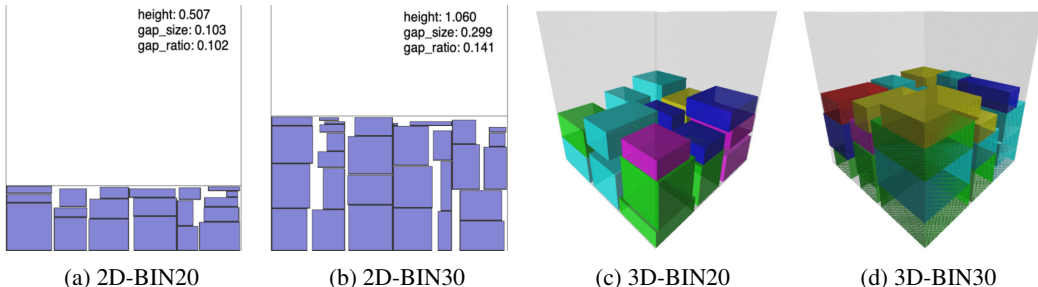 height: 0.507
gap_size: 0.103
gap_ratio: 0.102
height: 1.060
gap_size: 0.299
gap_ratio: 0.141
(a) 2D-BIN20
(b) 2D-BIN30
(c) 3D-BIN20
(d) 3D-BIN30